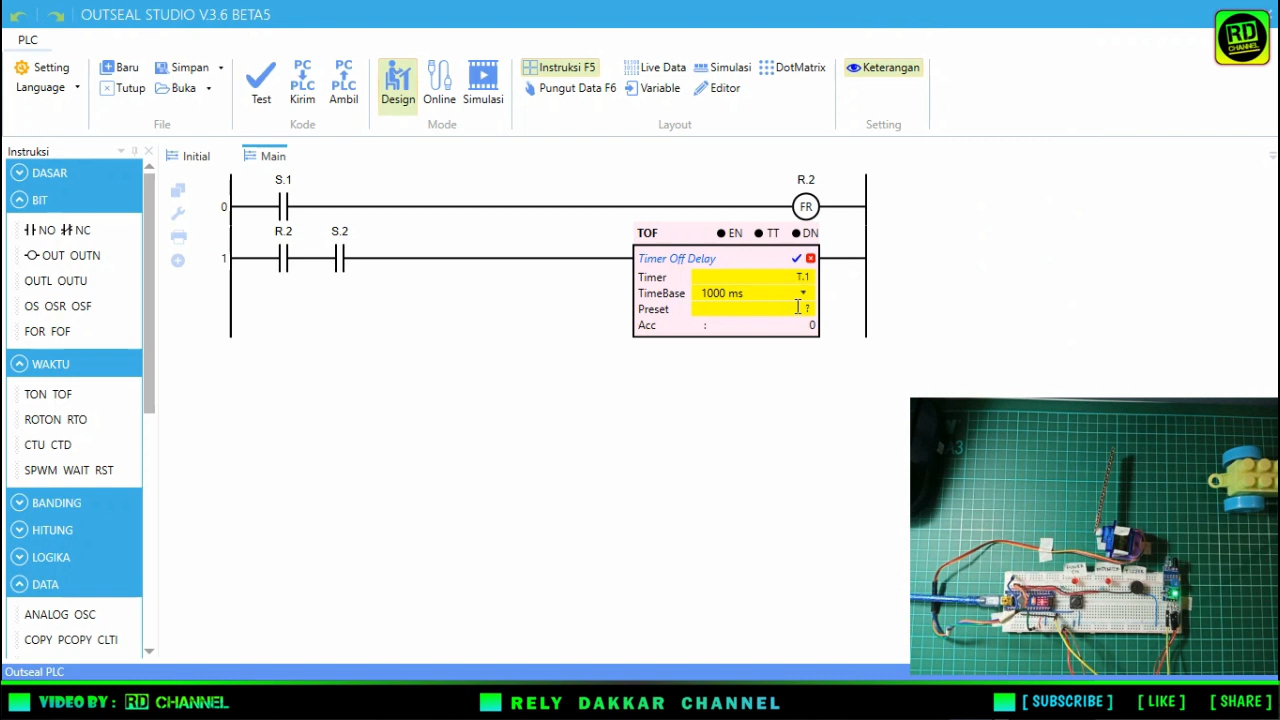 OUTSEAL STUDIO V.3.6 BETA5
RD
CHANNEL
PLC
Setting
Language
Baru
Simpan
Tutup
Buka
File
Test
PC PLC Kirim
PC PLC Ambil
Kode
Design
Online
Simulasi
Mode
Instruksi F5
Live Data
Simulasi
DotMatrix
Pungut Data F6
Variable
Editor
Layout
Keterangan
Setting
Instruksi
DASAR
BIT
NO NC
OUT OUTN
OUTL OUTU
OS OSR OSF
FOR FOF
WAKTU
TON TOF
ROTON RTO
CTU CTD
SPWM WAIT RST
BANDING
HITUNG
LOGIKA
DATA
ANALOG OSC
COPY PCOPY CLTI
Initial
Main
S.1
R.2
0
FR
R.2
S.2
TOF
EN
TT
DN
1
Timer Off Delay
Timer T.1
TimeBase 1000 ms
Preset ?
Acc : 0
A3
Outseal PLC
VIDEO BY : RD CHANNEL
RELY DAKKAR CHANNEL
[ SUBSCRIBE ] [ LIKE ] [ SHARE ]